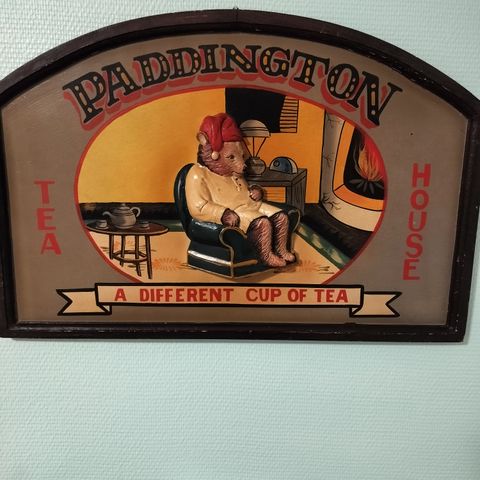 PADDINGTON
TEA
HOUSE
A DIFFERENT CUP OF TEA